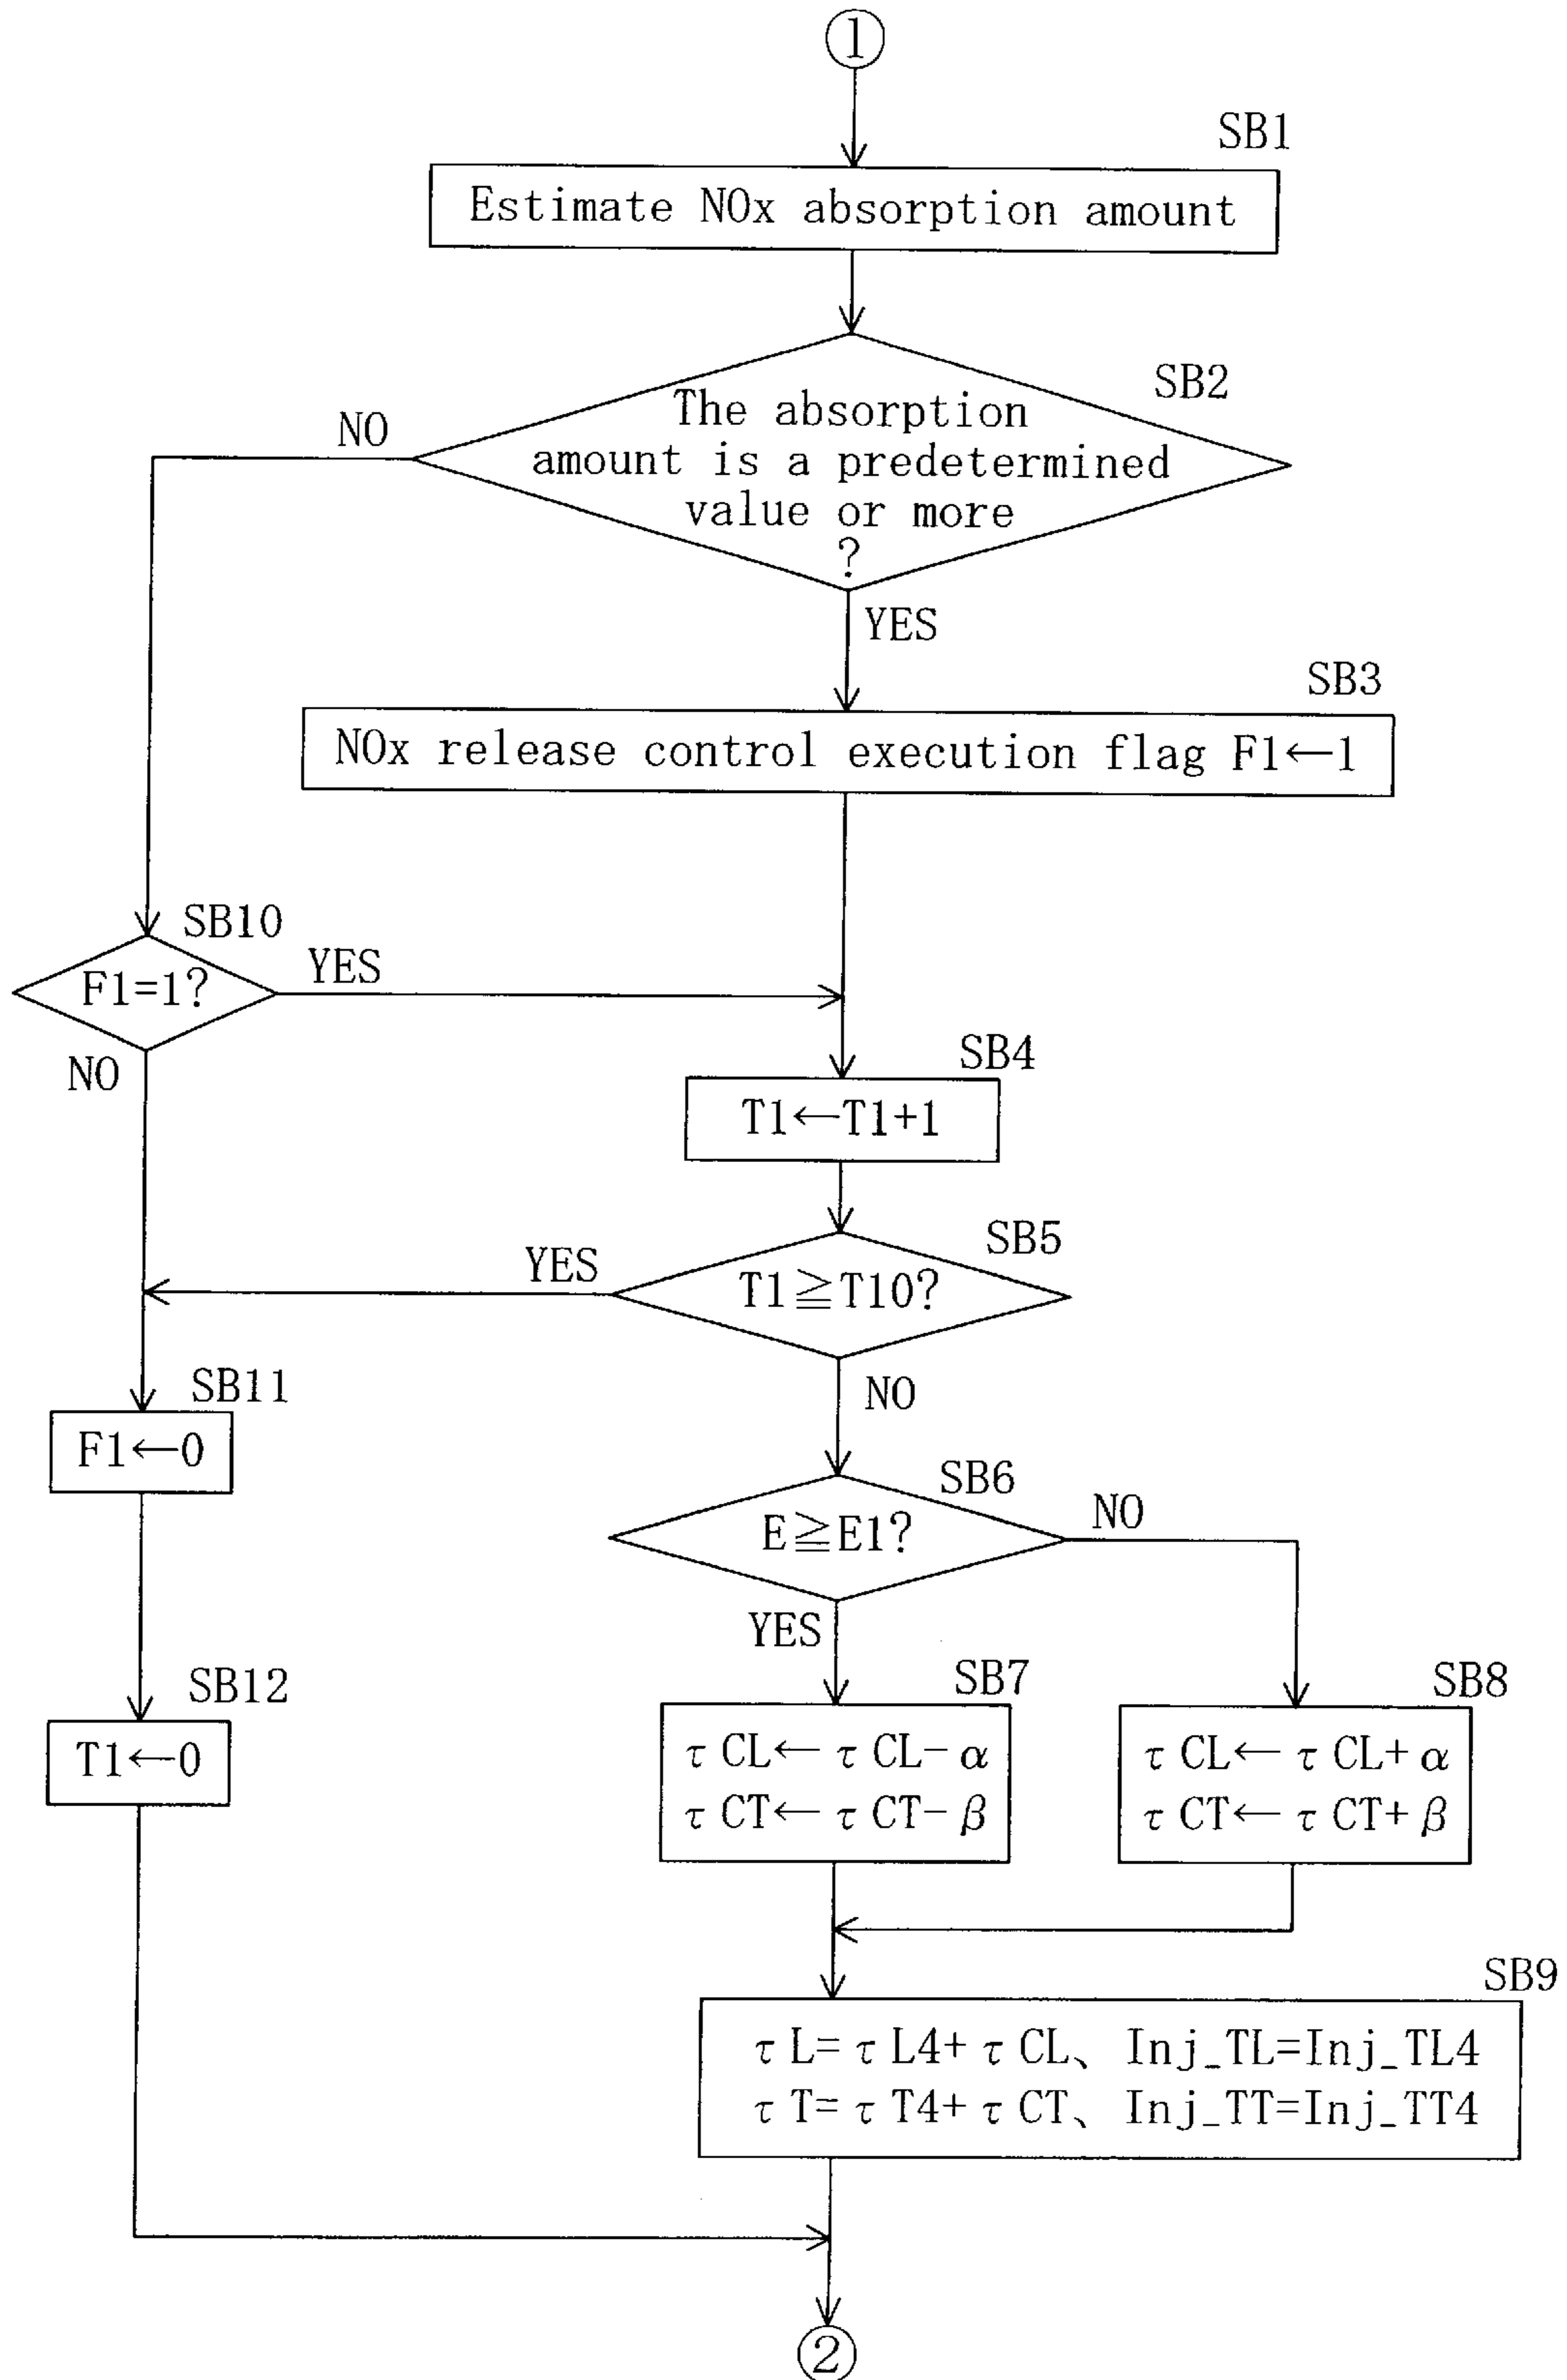 ①
SB1
Estimate NOx absorption amount
SB2
The absorption
amount is a predetermined
value or more
?
NO
YES
SB3
NOx release control execution flag F1←1
SB10
F1=1?
YES
NO
SB4
T1←T1+1
SB5
T1≧T10?
YES
NO
SB11
F1←0
SB6
E≧E1?
NO
YES
SB12
T1←0
SB7
τ CL← τ CL− α
τ CT← τ CT− β
SB8
τ CL← τ CL+ α
τ CT← τ CT+ β
SB9
τ L= τ L4+ τ CL、 Inj_TL=Inj_TL4
τ T= τ T4+ τ CT、 Inj_TT=Inj_TT4
②